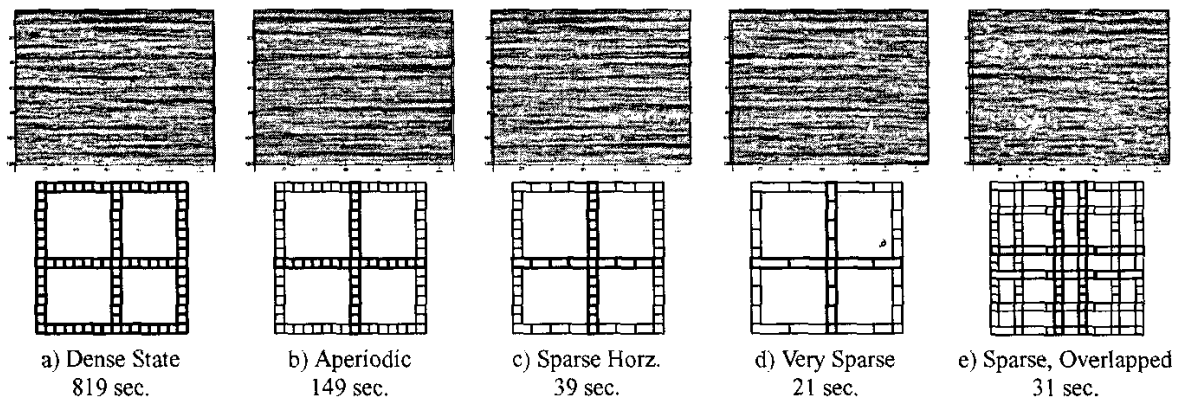 a) Dense State
819 sec.
b) Aperiodic
149 sec.
c) Sparse Horz.
39 sec.
d) Very Sparse
21 sec.
e) Sparse, Overlapped
31 sec.